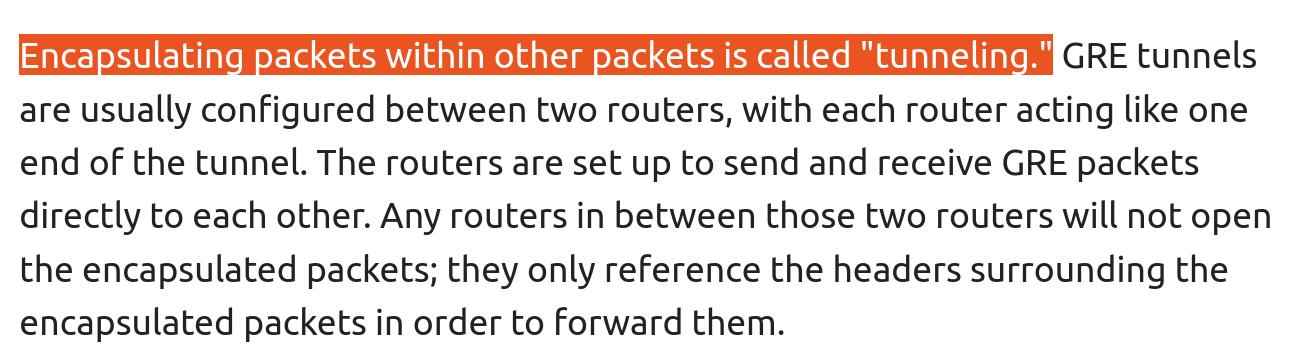 Encapsulating packets within other packets is called "tunneling." GRE tunnels
are usually configured between two routers, with each router acting like one
end of the tunnel. The routers are set up to send and receive GRE packets
directly to each other. Any routers in between those two routers will not open
the encapsulated packets; they only reference the headers surrounding the
encapsulated packets in order to forward them.